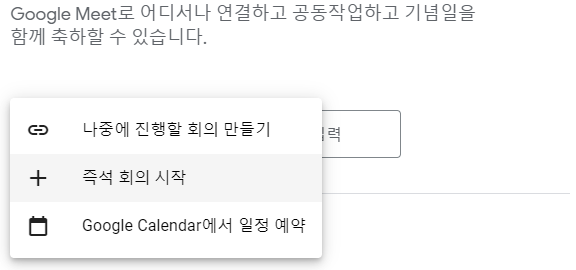 Google Meet로 어디서나 연결하고 공동작업하고 기념일을
함께 축하할 수 있습니다.
나중에 진행할 회의 만들기
즉석 회의 시작
Google Calendar에서 일정 예약